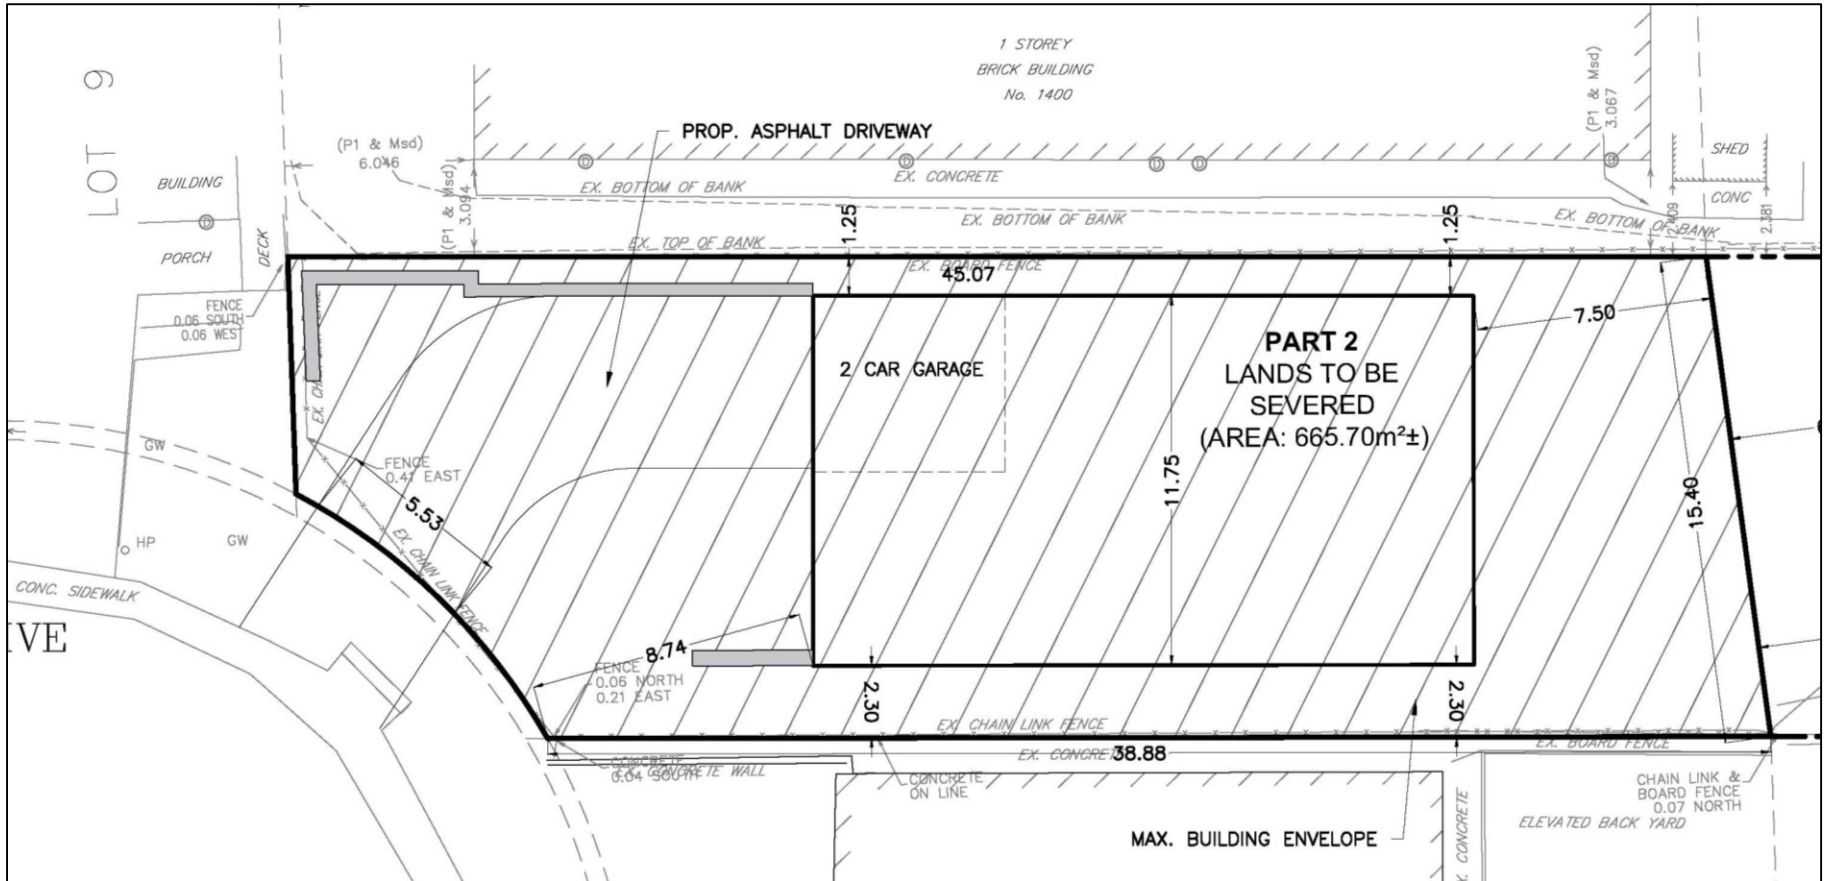 1 STOREY
BRICK BUILDING
No. 1400
LOT 9
(P1 & Msd)
3.067
PROP. ASPHALT DRIVEWAY
(P1 & Msd)
6.046
SHED
BUILDING
EX. CONCRETE
EX. BOTTOM OF BANK
CONC
(P1 & Msd)
3.094
1.25
EX. BOTTOM OF BANK
1.25
EX. BOTTOM OF BANK
2.381
EX. TOP OF BANK
PORCH
DECK
EX. BOARD FENCE
45.07
FENCE
0.06 SOUTH
0.06 WEST
7.50
PART 2
LANDS TO BE
SEVERED
(AREA: 665.70m²±)
2 CAR GARAGE
EX. CHAIN LINK FENCE
GW
FENCE
0.41 EAST
11.75
15.40
5.53
HP
GW
EX. CHAIN LINK FENCE
CONC. SIDEWALK
IVE
8.74
FENCE
0.06 NORTH
0.21 EAST
2.30
2.30
EX. CHAIN LINK FENCE
EX. CONCRETE
38.88
EX. BOARD FENCE
CONCRETE
0.04 SOUTH
EX. CONCRETE WALL
CONCRETE
ON LINE
CHAIN LINK &
BOARD FENCE
0.07 NORTH
ELEVATED BACK YARD
MAX. BUILDING ENVELOPE
CONCRETE